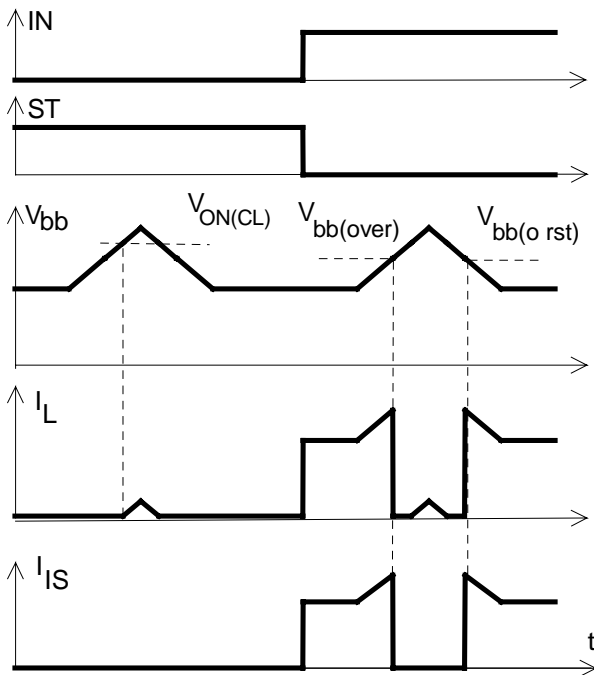 IN
ST
Vbb
VON(CL)
Vbb(over)
Vbb(o rst)
IL
IIS
t